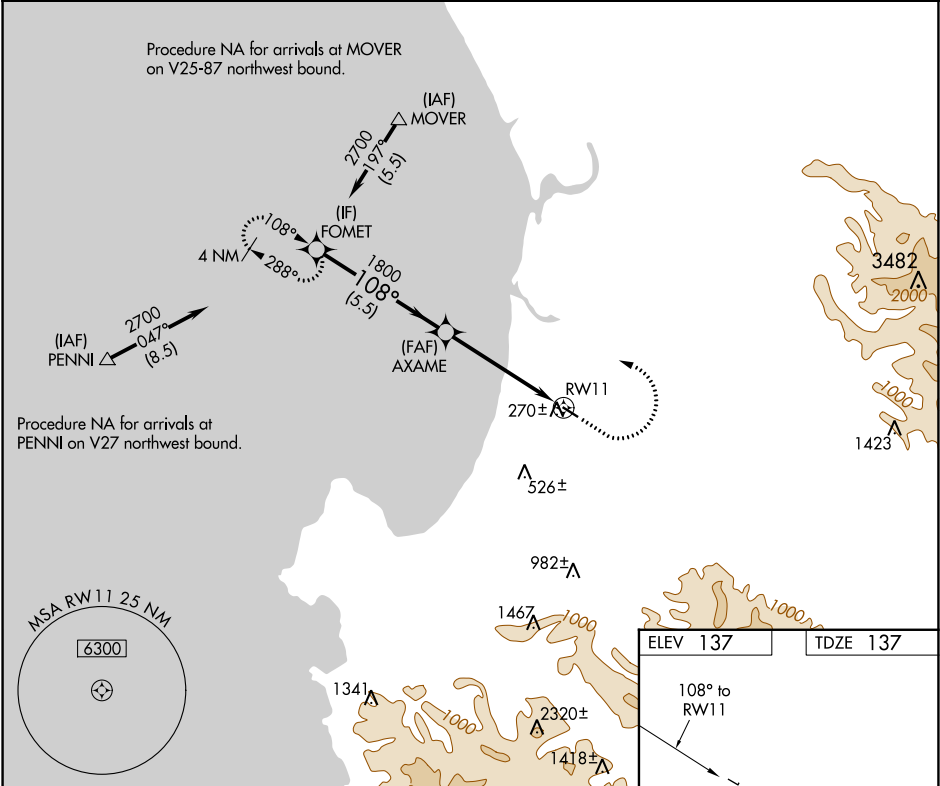 Procedure NA for arrivals at MOVER
on V25-87 northwest bound.
(IAF)
MOVER
2700
197°
(5.5)
(IF)
FOMET
108°
4 NM
288°
1800
108°
(5.5)
3482
2000
2700
047°
(8.5)
(IAF)
PENNI
(FAF)
AXAME
RW11
270±
1000
1423
Procedure NA for arrivals at
PENNI on V27 northwest bound.
526±
982±
MSA RW11 25 NM
6300
1467
1000
1000
ELEV 137
TDZE 137
108° to
RW11
1341
1000
2320±
1418±